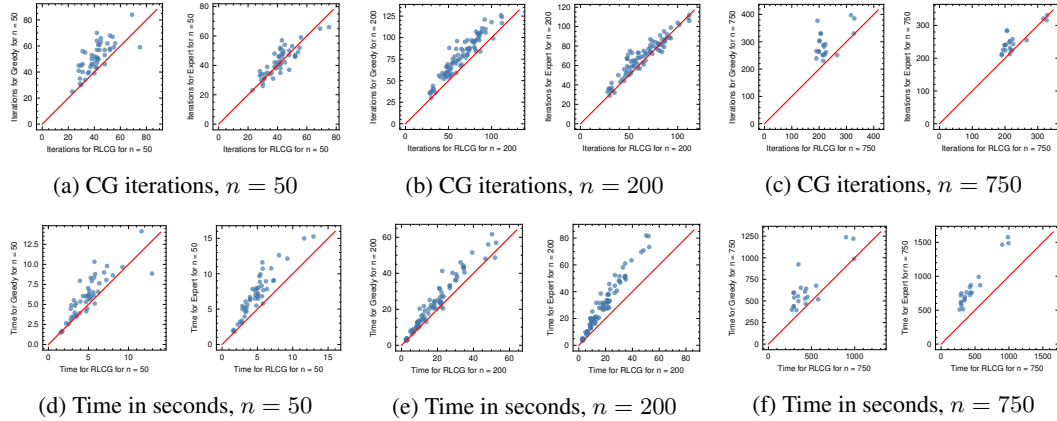 Iterations for Greedy for n = 50
80
60
40
20
0
0 20 40 60 80
Iterations for RLCG for n = 50
Iterations for Expert for n = 50
80
60
40
20
0
0 20 40 60 80
Iterations for RLCG for n = 50
(a) CG iterations, n = 50
Iterations for Greedy for n = 200
125
100
75
50
25
0
0 50 100
Iterations for RLCG for n = 200
Iterations for Expert for n = 200
120
100
80
60
40
20
0
0 20 40 60 80 100
Iterations for RLCG for n = 200
(b) CG iterations, n = 200
Iterations for Greedy for n = 750
400
300
200
100
0
0 100 200 300 400
Iterations for RLCG for n = 750
Iterations for Expert for n = 750
300
200
100
0
0 100 200 300
Iterations for RLCG for n = 750
(c) CG iterations, n = 750
Time for Greedy for n = 50
12.5
10.0
7.5
5.0
2.5
0.0
0 5 10
Time for RLCG for n = 50
Time for Expert for n = 50
15
10
5
0
0 5 10 15
Time for RLCG for n = 50
(d) Time in seconds, n = 50
Time for Greedy for n = 200
60
40
20
0
0 20 40 60
Time for RLCG for n = 200
Time for Expert for n = 200
80
60
40
20
0
0 20 40 60 80
Time for RLCG for n = 200
(e) Time in seconds, n = 200
Time for Greedy for n = 750
1250
1000
750
500
250
0
0 500 1000
Time for RLCG for n = 750
Time for Expert for n = 750
1500
1000
500
0
0 500 1000 1500
Time for RLCG for n = 750
(f) Time in seconds, n = 750